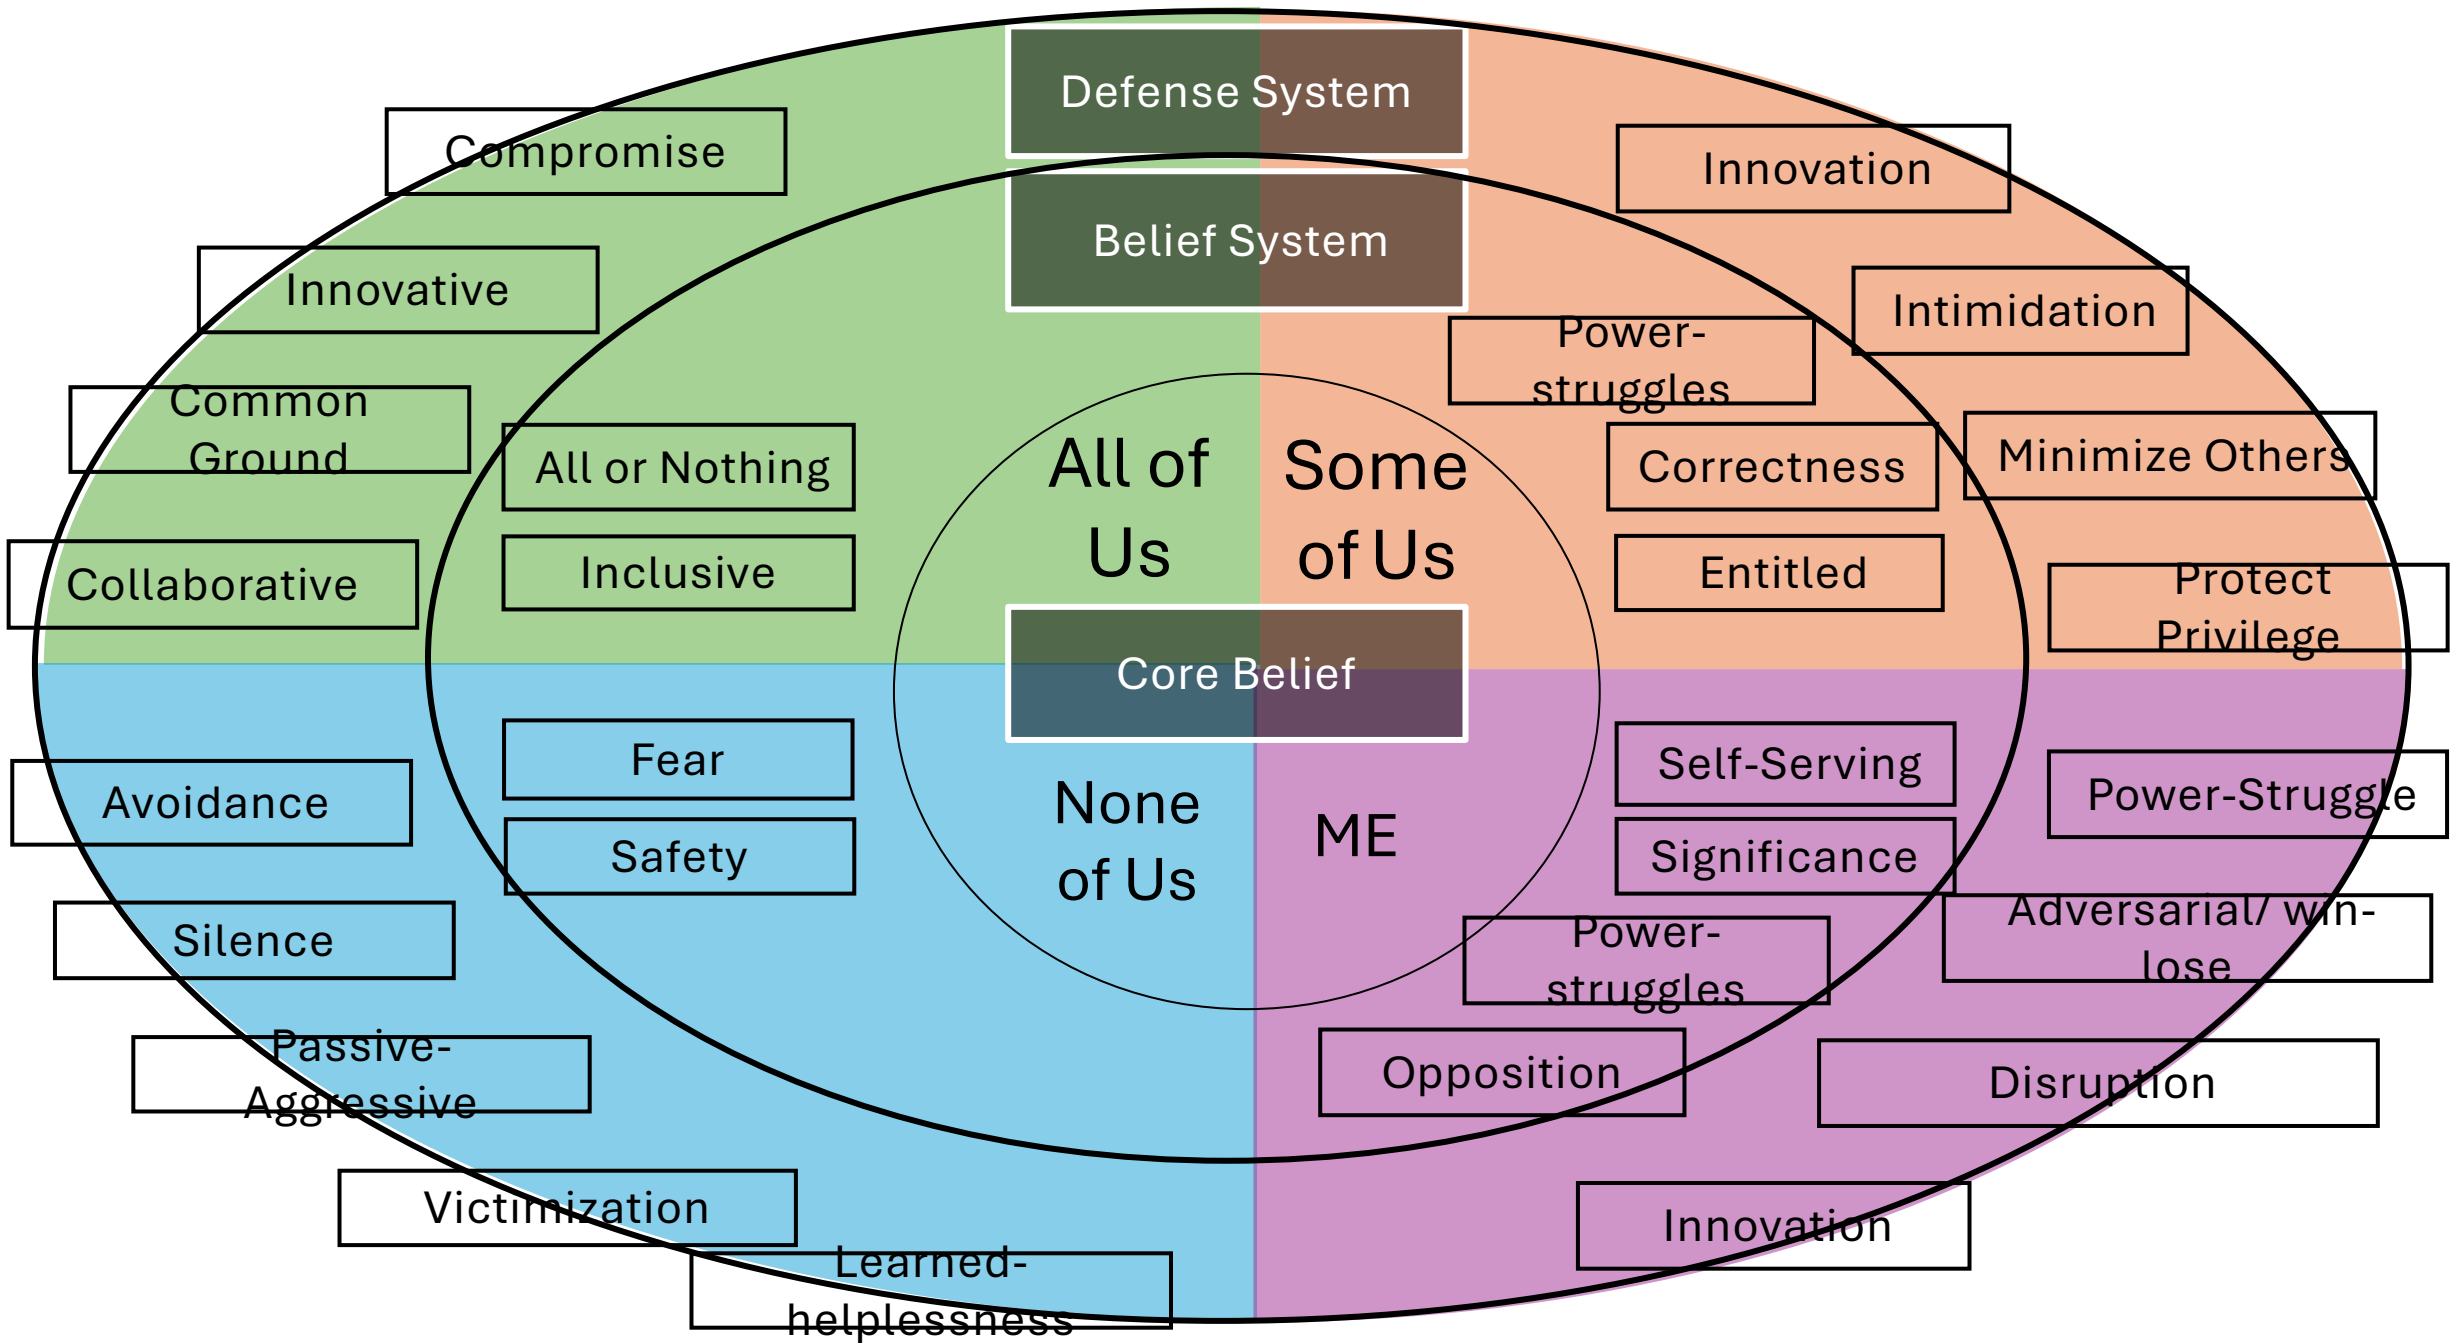 Defense System
Compromise
Innovation
Belief System
Innovative
Intimidation
Power-
struggles
Common
Ground
All or Nothing
All of
Us
Some
of Us
Correctness
Minimize Others
Collaborative
Inclusive
Entitled
Protect
Privilege
Core Belief
Avoidance
Fear
None
of Us
ME
Self-Serving
Power-Struggle
Safety
Significance
Silence
Power-
struggles
Adversarial/ win-
lose
Passive-
Aggressive
Opposition
Disruption
Victimization
Innovation
Learned-
helplessness